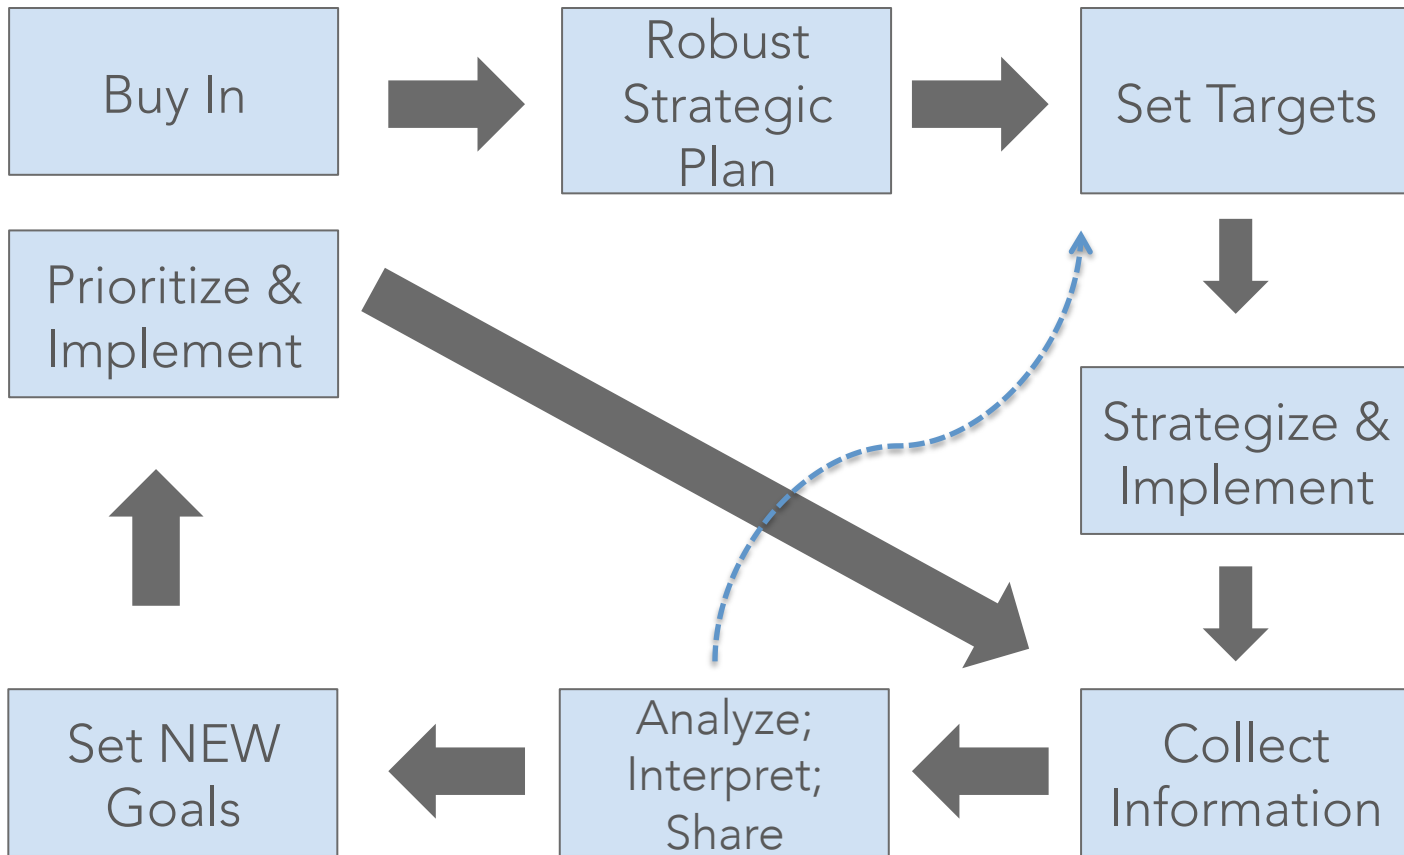 Buy In
Robust
Strategic
Plan
Set Targets
Prioritize &
Implement
Strategize &
Implement
Set NEW
Goals
Analyze;
Interpret;
Share
Collect
Information